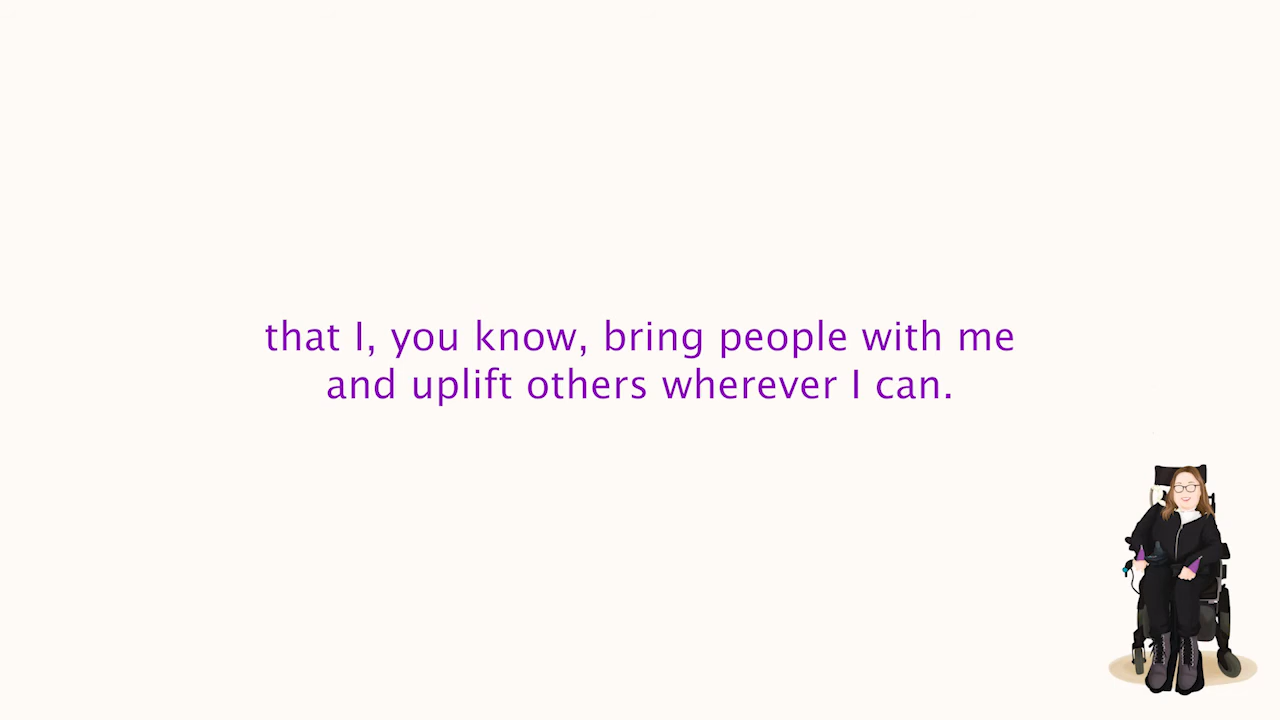 that I, you know, bring people with me
and uplift others wherever I can.